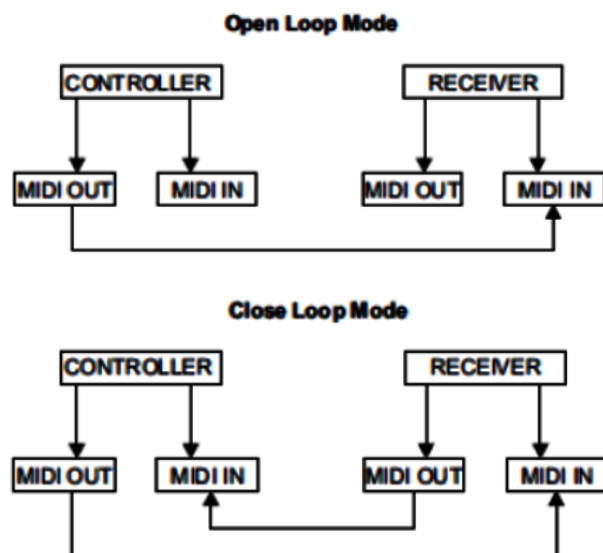 Open Loop Mode
CONTROLLER RECEIVER
MIDI OUT MIDI IN MIDI OUT MIDI IN
Close Loop Mode
CONTROLLER RECEIVER
MIDI OUT MIDI IN MIDI OUT MIDI IN